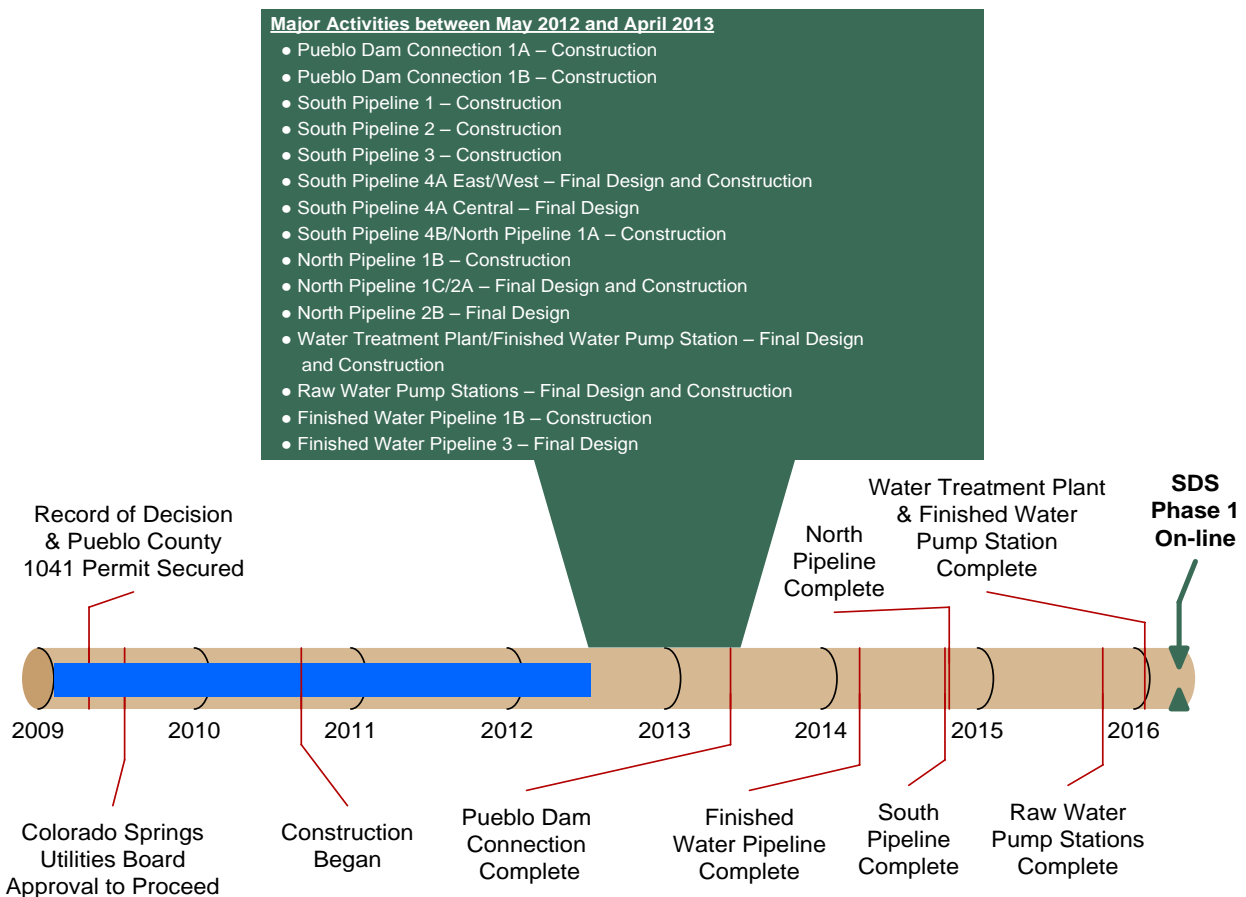 Major Activities between May 2012 and April 2013
● Pueblo Dam Connection 1A – Construction
● Pueblo Dam Connection 1B – Construction
● South Pipeline 1 – Construction
● South Pipeline 2 – Construction
● South Pipeline 3 – Construction
● South Pipeline 4A East/West – Final Design and Construction
● South Pipeline 4A Central – Final Design
● South Pipeline 4B/North Pipeline 1A – Construction
● North Pipeline 1B – Construction
● North Pipeline 1C/2A – Final Design and Construction
● North Pipeline 2B – Final Design
● Water Treatment Plant/Finished Water Pump Station – Final Design
and Construction
● Raw Water Pump Stations – Final Design and Construction
● Finished Water Pipeline 1B – Construction
● Finished Water Pipeline 3 – Final Design
Record of Decision
& Pueblo County
1041 Permit Secured
North
Pipeline
Complete
Water Treatment Plant
& Finished Water
Pump Station
Complete
SDS
Phase 1
On-line
2009 2010 2011 2012 2013 2014 2015 2016
Colorado Springs
Utilities Board
Approval to Proceed
Construction
Began
Pueblo Dam
Connection
Complete
Finished
Water Pipeline
Complete
South
Pipeline
Complete
Raw Water
Pump Stations
Complete